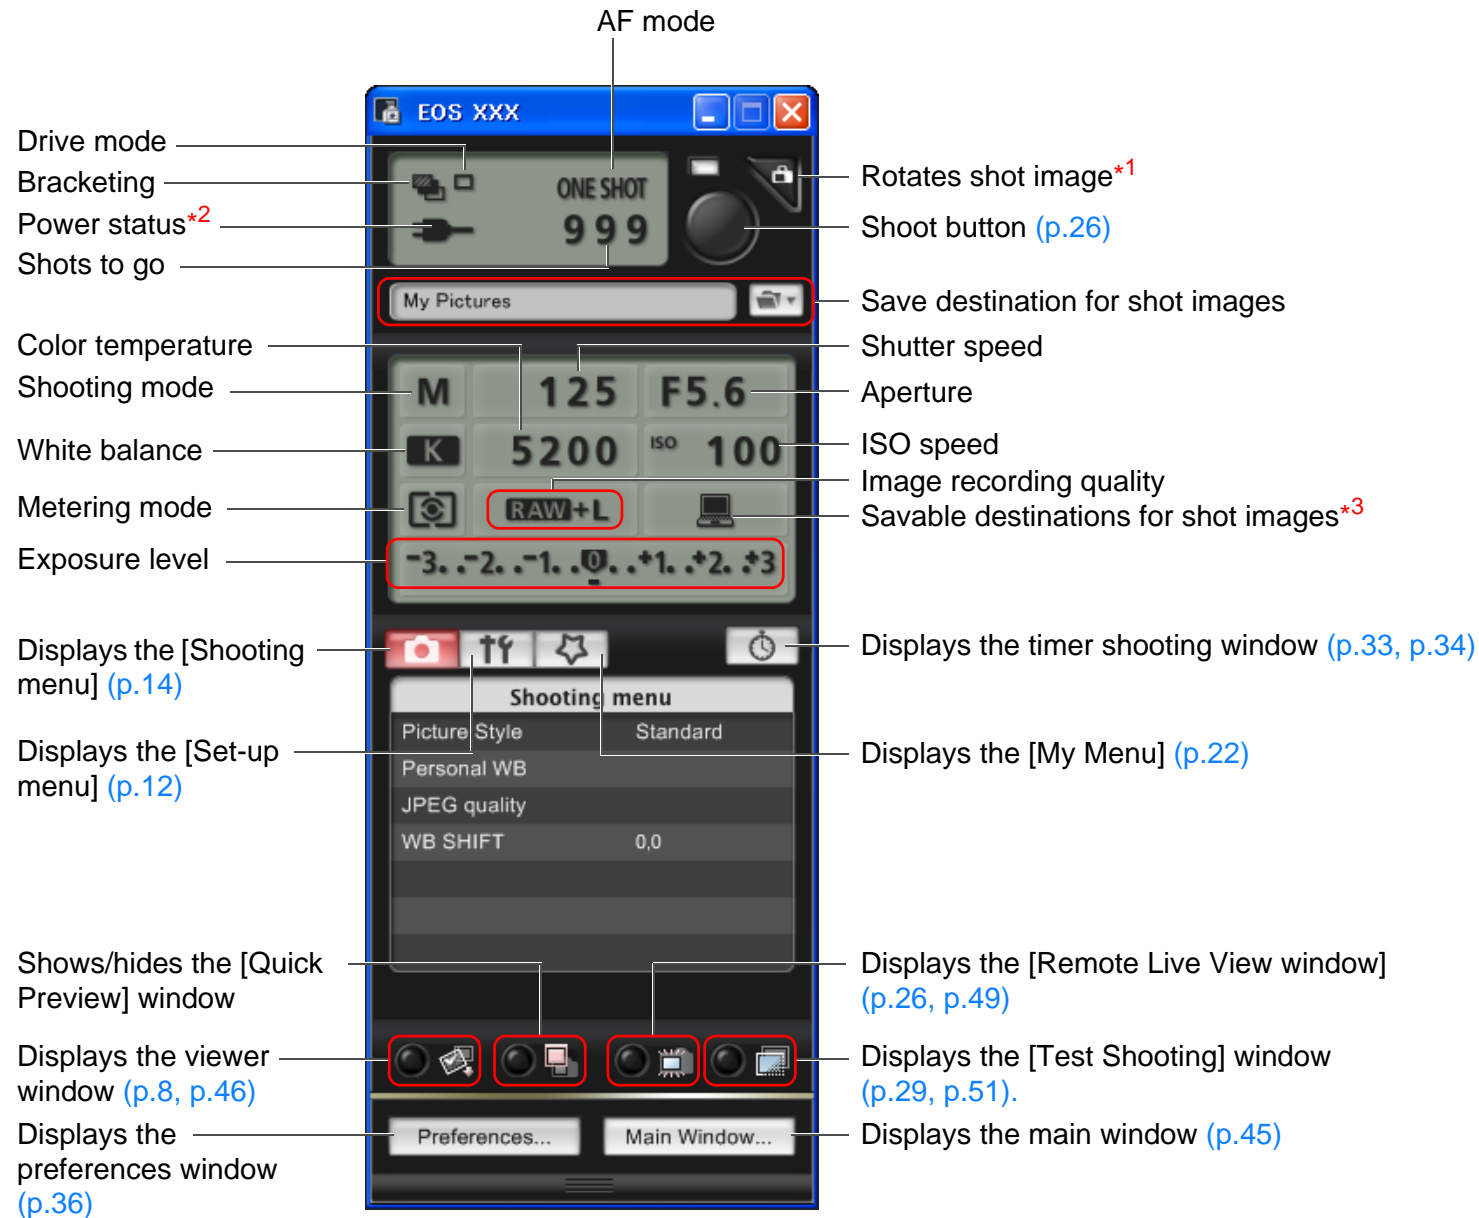 AF mode
EOS XXX
Drive mode
Bracketing
Power status*2
Shots to go
ONE SHOT
999
Rotates shot image*1
Shoot button (p.26)
My Pictures
Save destination for shot images
Color temperature
Shooting mode
White balance
Metering mode
Exposure level
M
125
F5.6
K
5200
ISO 100
RAW+L
-3..-2..-1..0..+1..+2..+3
Shutter speed
Aperture
ISO speed
Image recording quality
Savable destinations for shot images*3
Displays the [Shooting
menu] (p.14)
Displays the [Set-up
menu] (p.12)
Displays the timer shooting window (p.33, p.34)
Displays the [My Menu] (p.22)
Shooting menu
Picture Style Standard
Personal WB
JPEG quality
WB SHIFT 0,0
Shows/hides the [Quick
Preview] window
Displays the viewer
window (p.8, p.46)
Displays the
preferences window
(p.36)
Displays the [Remote Live View window]
(p.26, p.49)
Displays the [Test Shooting] window
(p.29, p.51).
Displays the main window (p.45)
Preferences...
Main Window...